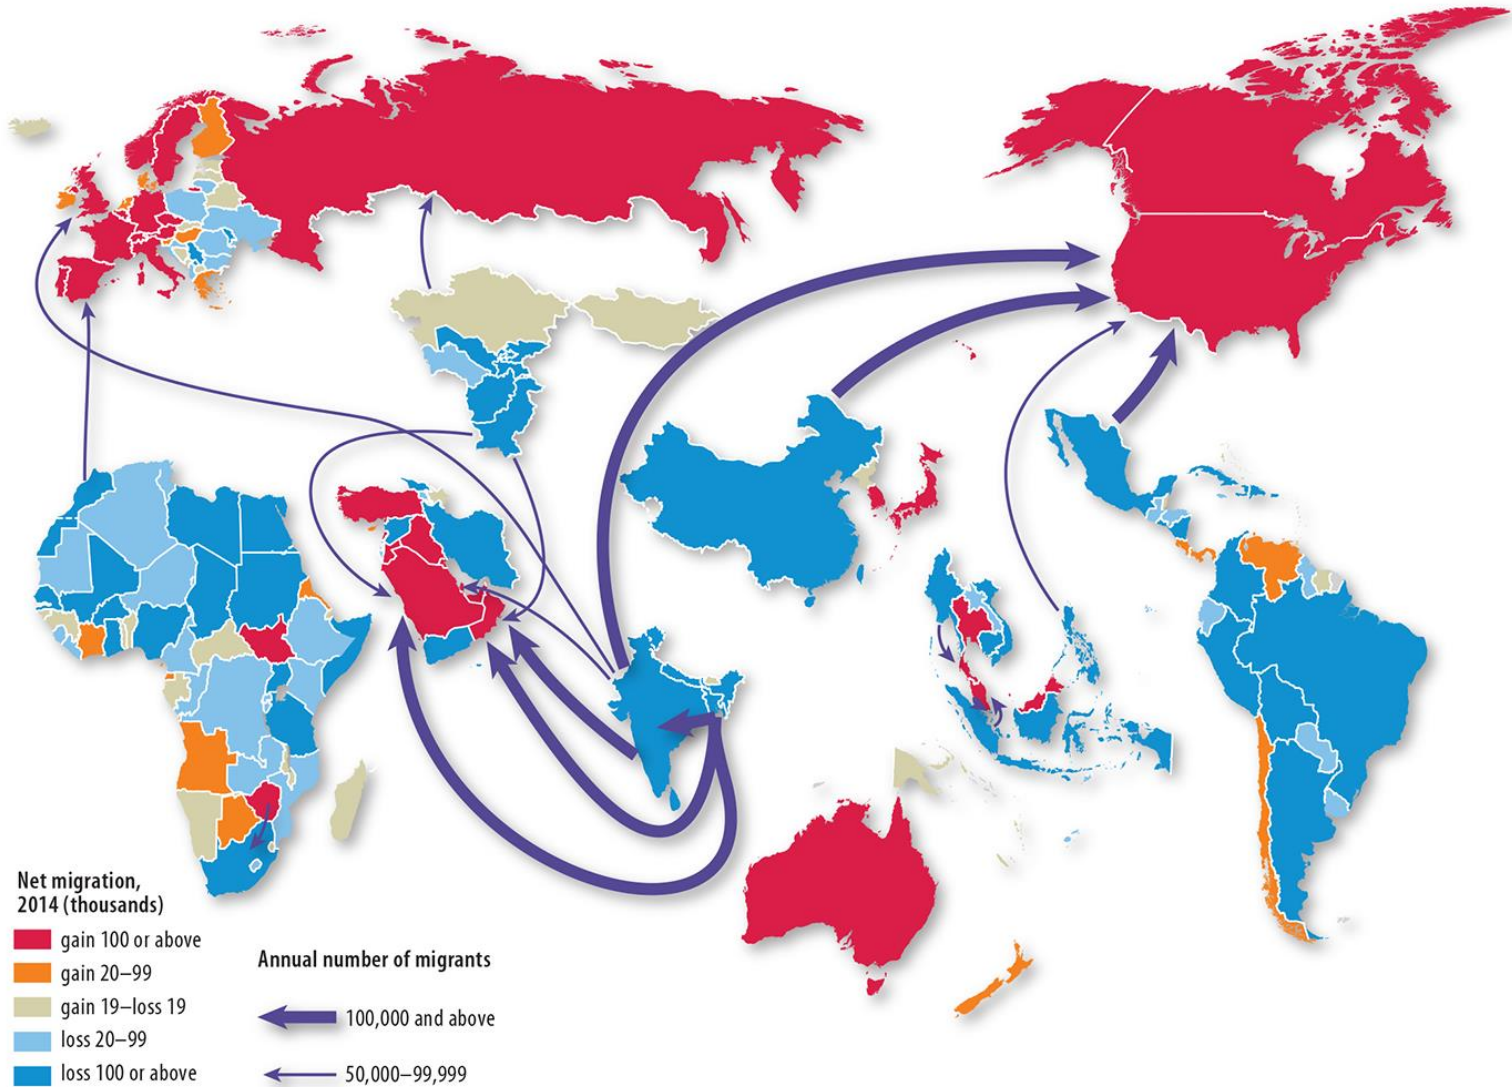 Net migration,
2014 (thousands)
gain 100 or above
gain 20–99
gain 19–loss 19
loss 20–99
loss 100 or above
Annual number of migrants
100,000 and above
50,000–99,999